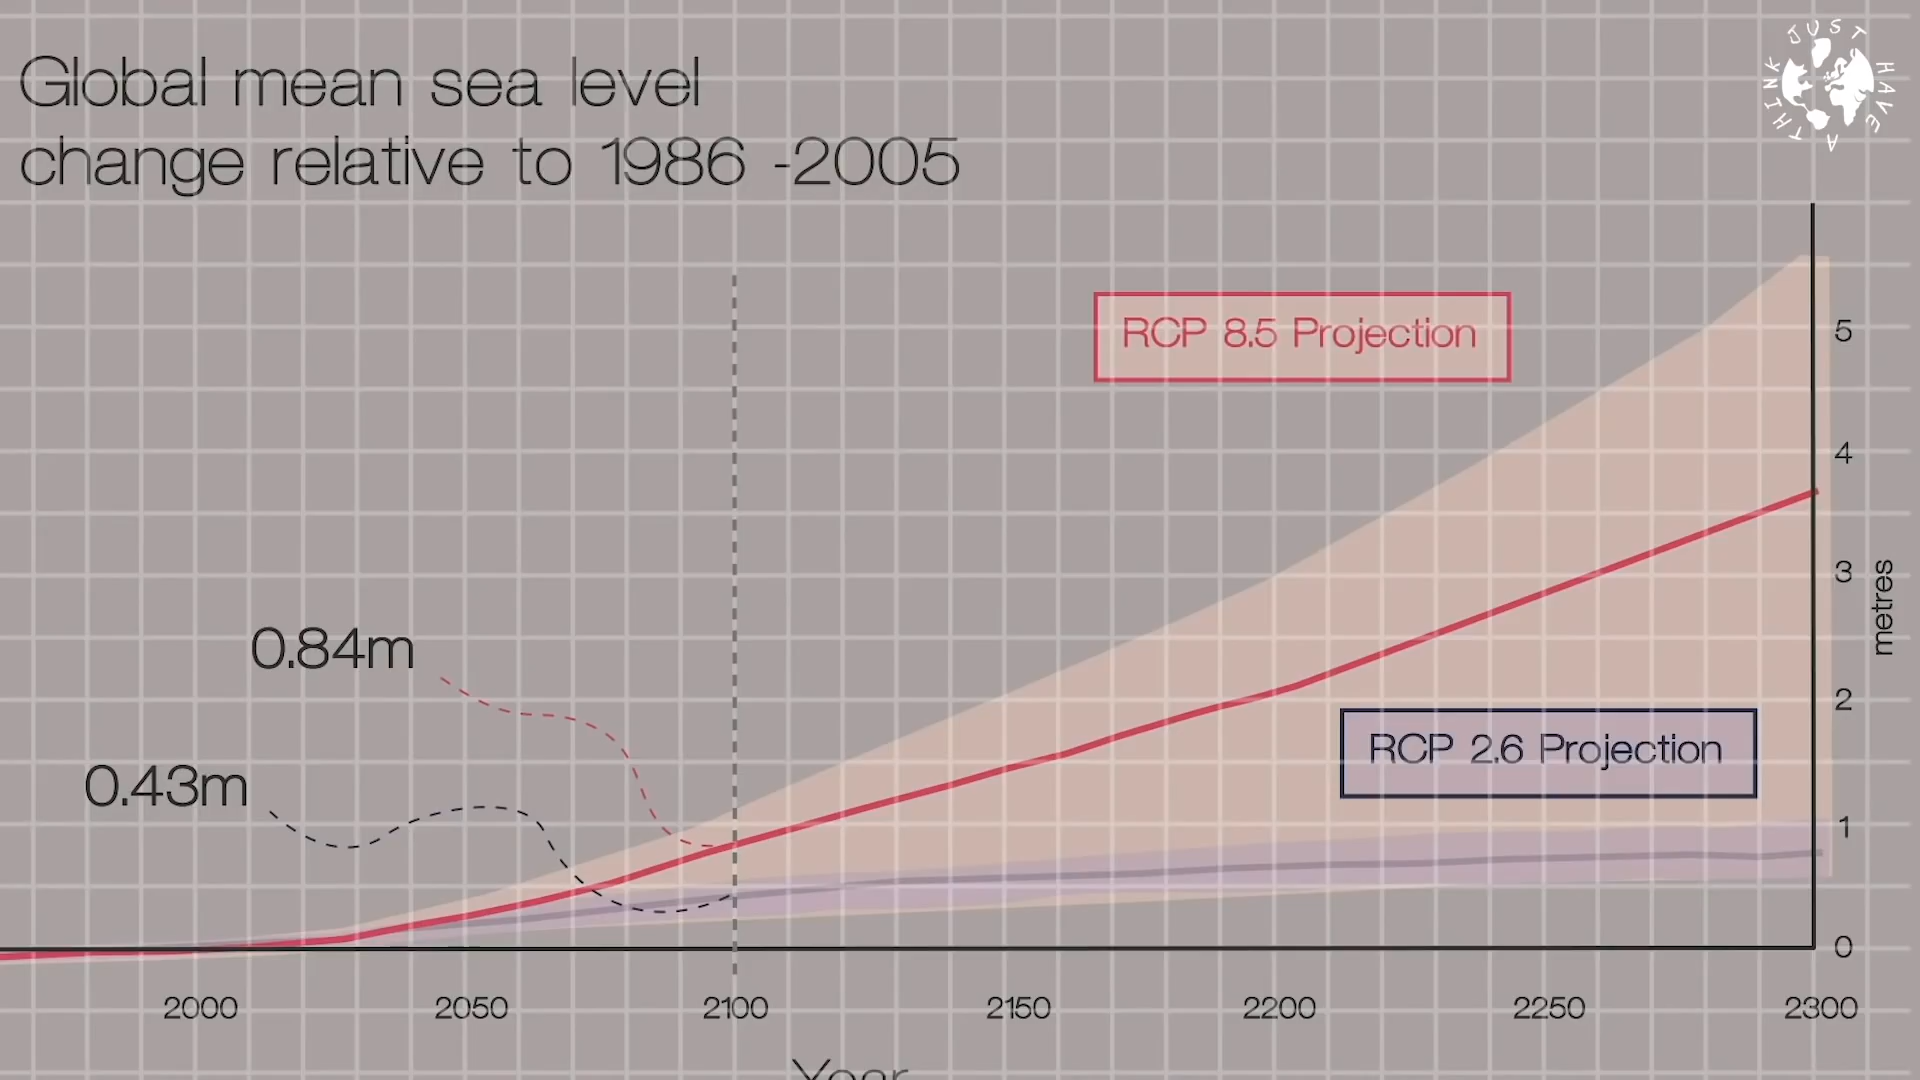 Global mean sea level
change relative to 1986 -2005
JUST HAVE A THINK
RCP 8.5 Projection
5
4
3
metres
0.84m
2
RCP 2.6 Projection
0.43m
1
0
2000 2050 2100 2150 2200 2250 2300
Year